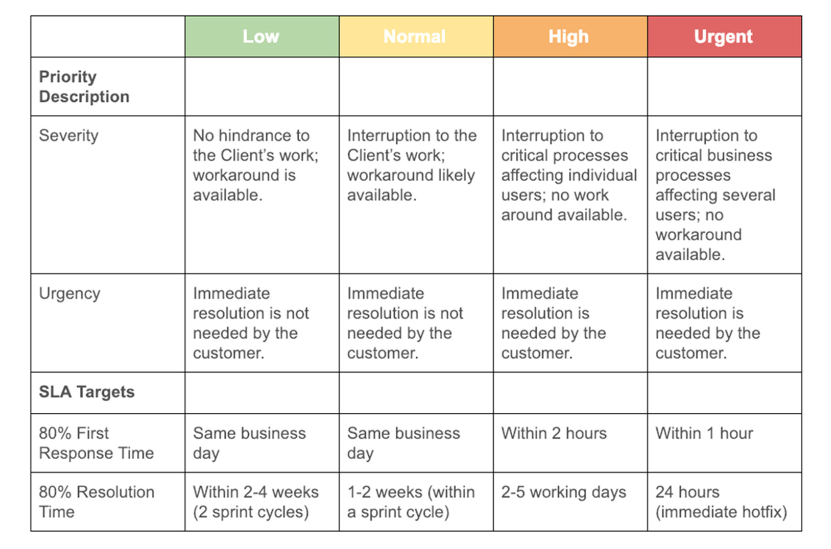 Low Normal High Urgent
Priority
Description
Severity
No hindrance to
the Client’s work;
workaround is
available.
Interruption to the
Client’s work;
workaround likely
available.
Interruption to
critical processes
affecting individual
users; no work
around available.
Interruption to
critical business
processes
affecting several
users; no
workaround
available.
Urgency
Immediate
resolution is not
needed by the
customer.
Immediate
resolution is not
needed by the
customer.
Immediate
resolution is
needed by the
customer.
Immediate
resolution is
needed by the
customer.
SLA Targets
80% First
Response Time
Same business
day
Same business
day
Within 2 hours
Within 1 hour
80% Resolution
Time
Within 2-4 weeks
(2 sprint cycles)
1-2 weeks (within
a sprint cycle)
2-5 working days
24 hours
(immediate hotfix)